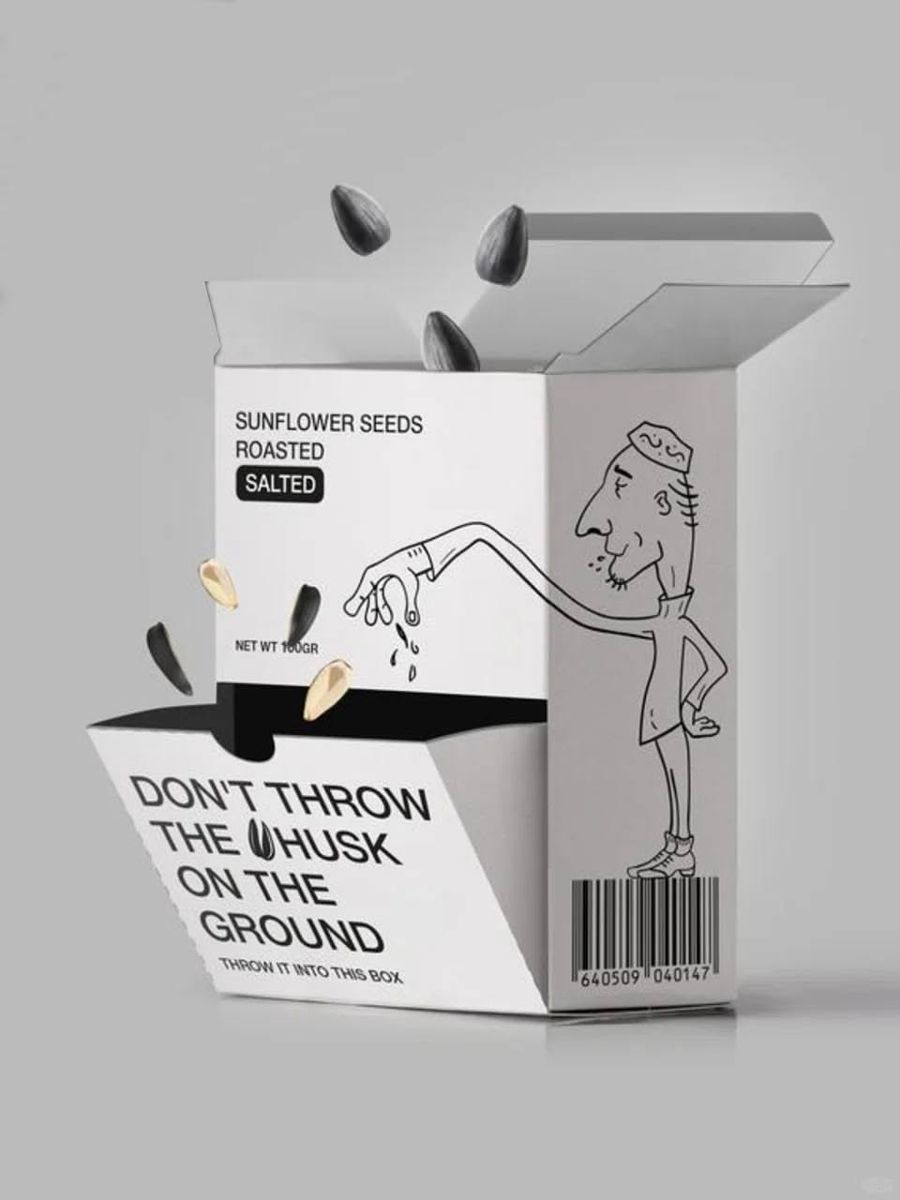 SUNFLOWER SEEDS
ROASTED
SALTED
NET WT 100GR
DON'T THROW
THE HUSK
ON THE
GROUND
THROW IT INTO THIS BOX
640509 040147